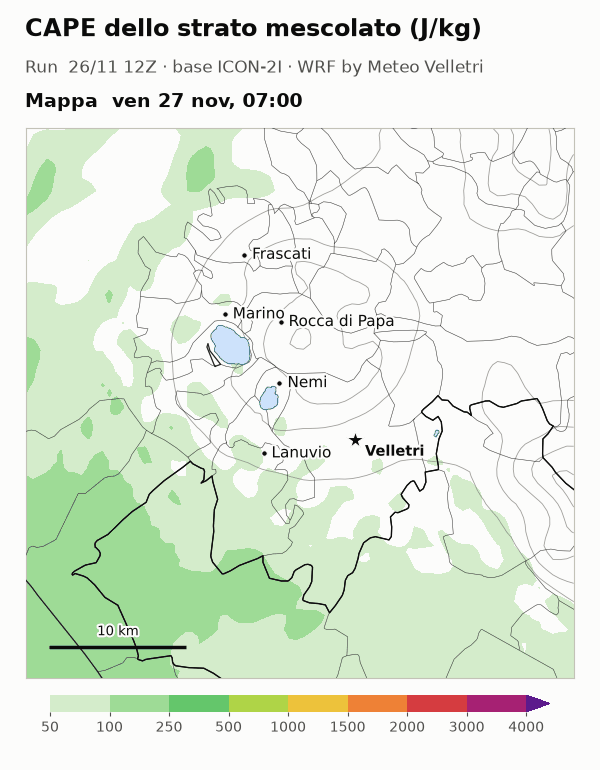 CAPE dello strato mescolato (J/kg)
Run  26/11 12Z · base ICON-2I · WRF by Meteo Velletri
Mappa  ven 27 nov, 07:00
Frascati
Marino
Rocca di Papa
Nemi
Lanuvio
Velletri
10 km
50 100 250 500 1000 1500 2000 3000 4000